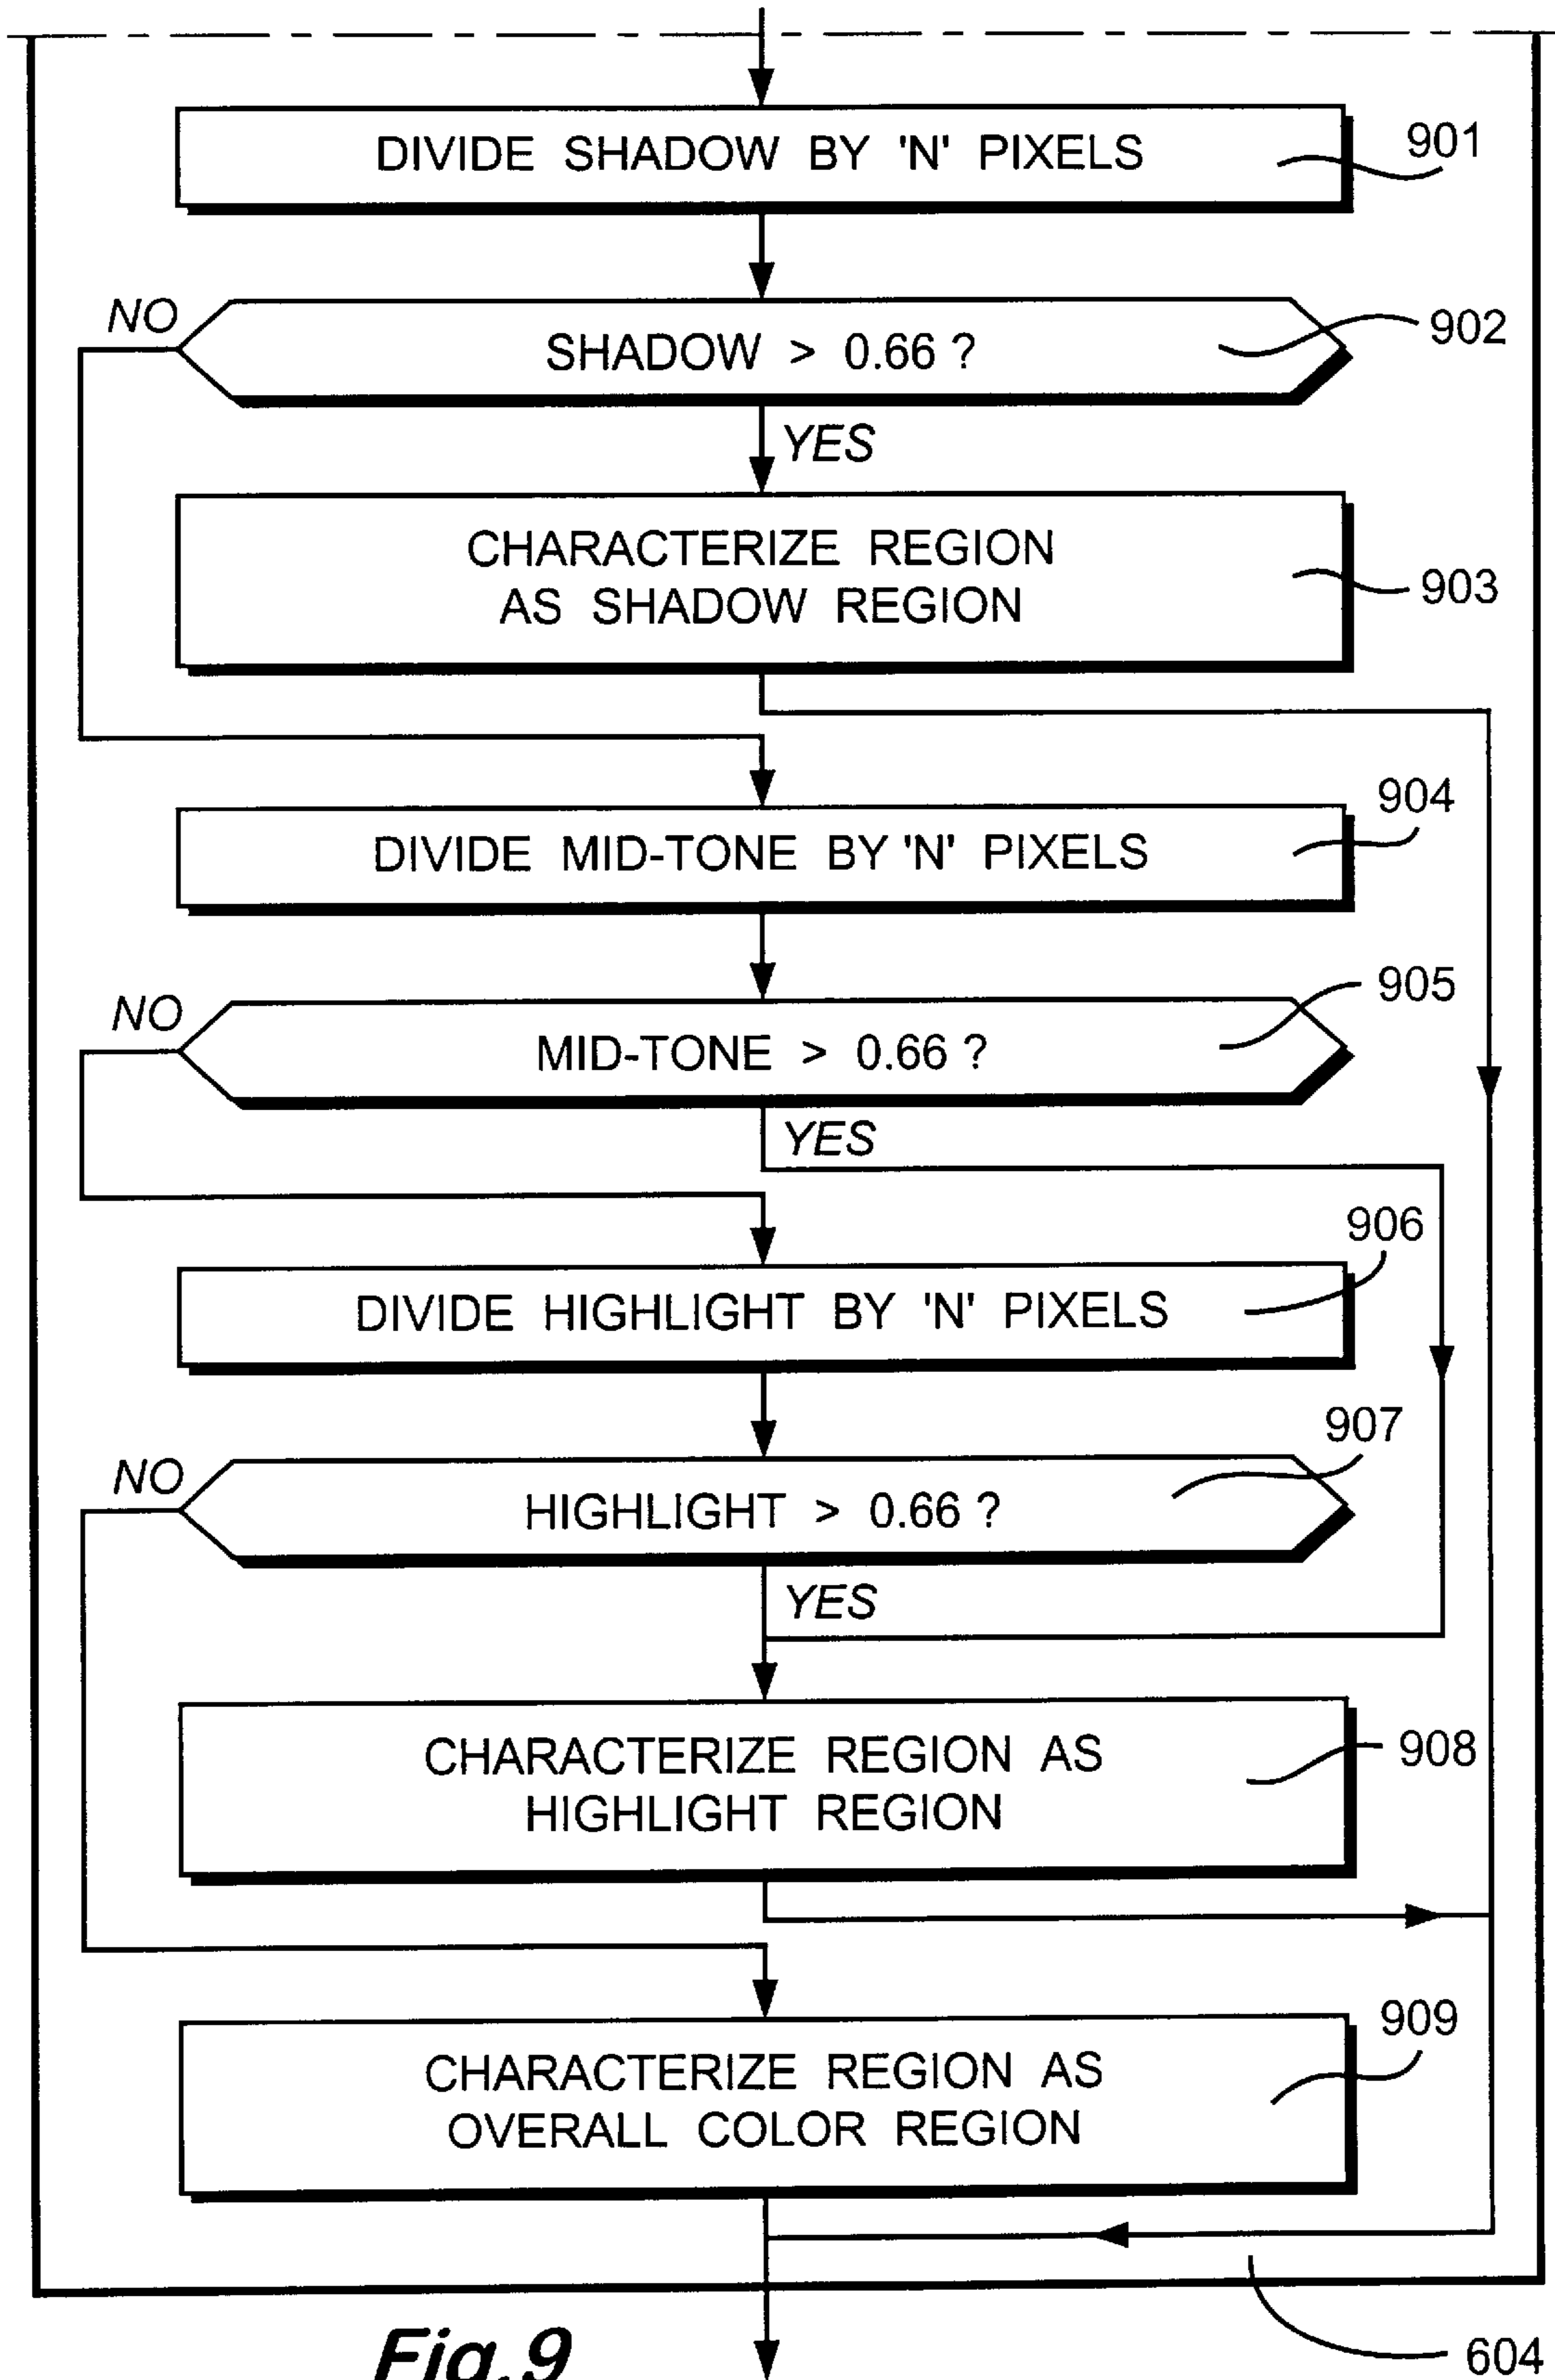 DIVIDE SHADOW BY 'N' PIXELS
901
NO
SHADOW > 0.66 ?
902
YES
CHARACTERIZE REGION
AS SHADOW REGION
903
904
DIVIDE MID-TONE BY 'N' PIXELS
NO
905
MID-TONE > 0.66 ?
YES
906
DIVIDE HIGHLIGHT BY 'N' PIXELS
907
NO
HIGHLIGHT > 0.66 ?
YES
CHARACTERIZE REGION AS
HIGHLIGHT REGION
908
909
CHARACTERIZE REGION AS
OVERALL COLOR REGION
Fig.9
604